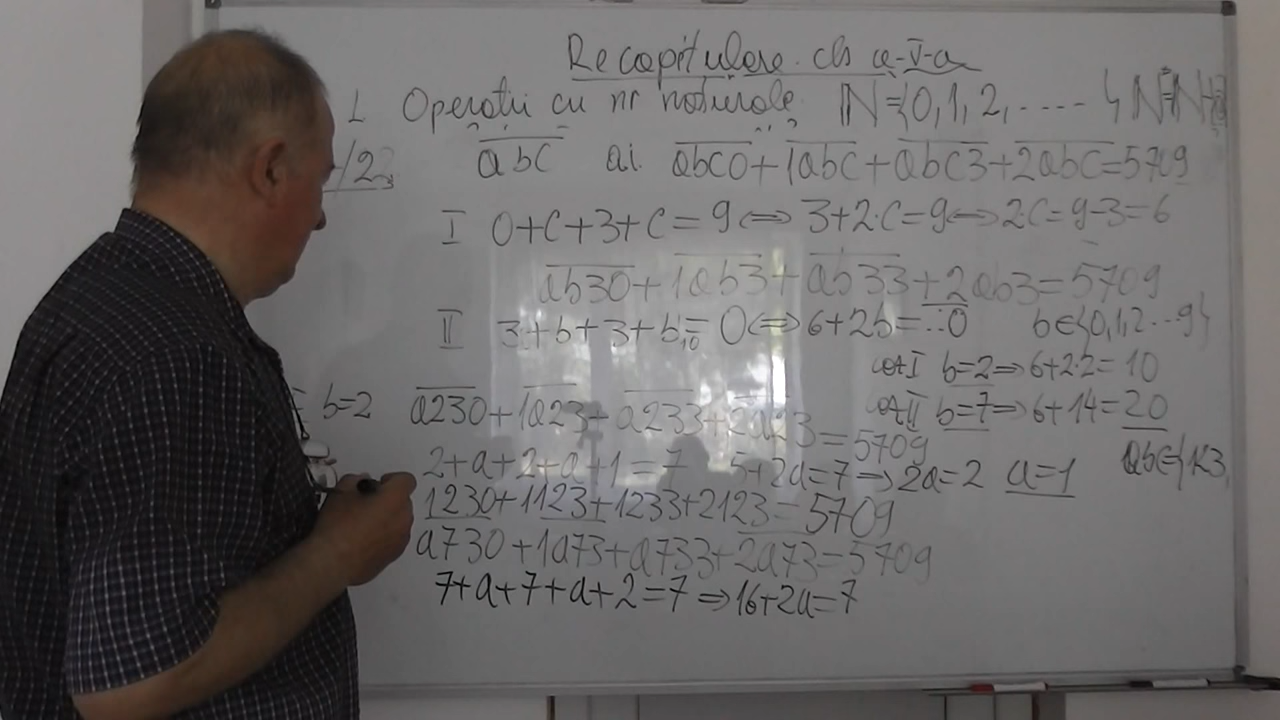 Recapitulare cls a-V-a
1. Operații cu nr naturale ℕ={0,1,2,.....}
/2 abc ai. abc0+1abc+abc3+2abc=5709
I 0+c+3+c=9⇔3+2·c=9⇔2c=9-3=6
ab30+1ab3+ab33+2ab3=5709
II 3+b+3+b=0⇔6+2b=...0 b∈{0,1,2...9}
b=2⇒6+2·2=10
b=7⇒6+14=20
b=2 a230+1a23+a233+2a23=5709
2+a+2+a+1=7 5+2a=7⇒2a=2 a=1
1230+1123+1233+2123=5709
a730+1a73+a733+2a73=5709
7+a+7+a+2=7⇒16+2a=7